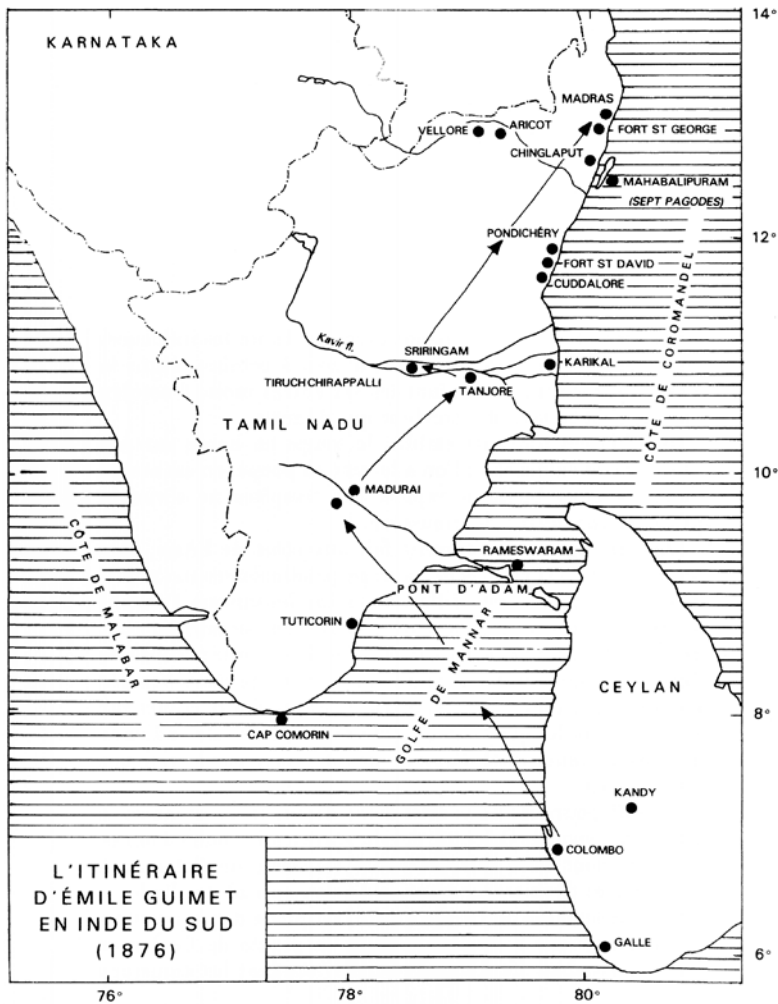 14°
KARNATAKA
MADRAS
VELLORE
ARICOT
FORT ST GEORGE
CHINGLAPUT
MAHABALIPURAM
(SEPT PAGODES)
12°
PONDICHÉRY
FORT ST DAVID
CUDDALORE
CÔTE DE COROMANDEL
Kavir fl.
SRIRINGAM
KARIKAL
TIRUCHCHIRAPPALLI
TANJORE
TAMIL NADU
10°
MADURAI
CÔTE DE MALABAR
RAMESWARAM
PONT D'ADAM
TUTICORIN
GOLFE DE MANNAR
CEYLAN
8°
CAP COMORIN
KANDY
COLOMBO
L'ITINÉRAIRE
D'ÉMILE GUIMET
EN INDE DU SUD
(1876)
GALLE
6°
76°
78°
80°